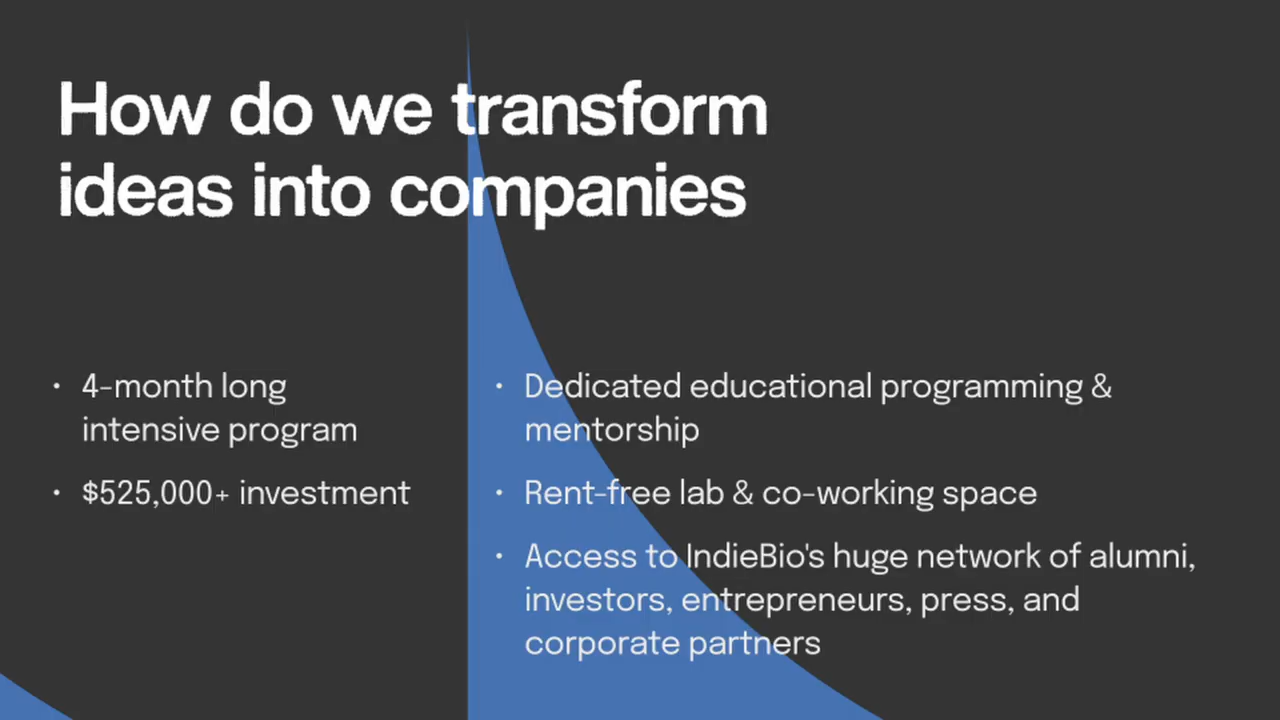 How do we transform
ideas into companies
• 4-month long
intensive program
• $525,000+ investment
• Dedicated educational programming &
mentorship
• Rent-free lab & co-working space
• Access to IndieBio's huge network of alumni,
investors, entrepreneurs, press, and
corporate partners